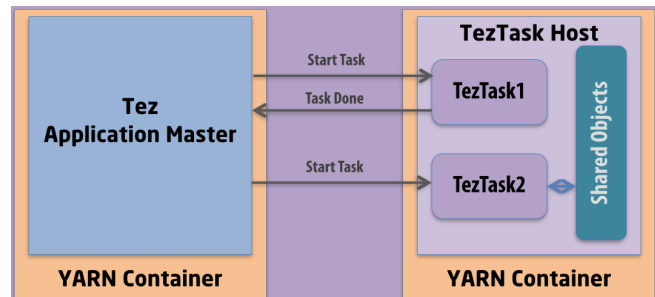 TezTask Host
Start Task
Tez
Application Master
TezTask1
Task Done
Shared Objects
Start Task
TezTask2
YARN Container
YARN Container